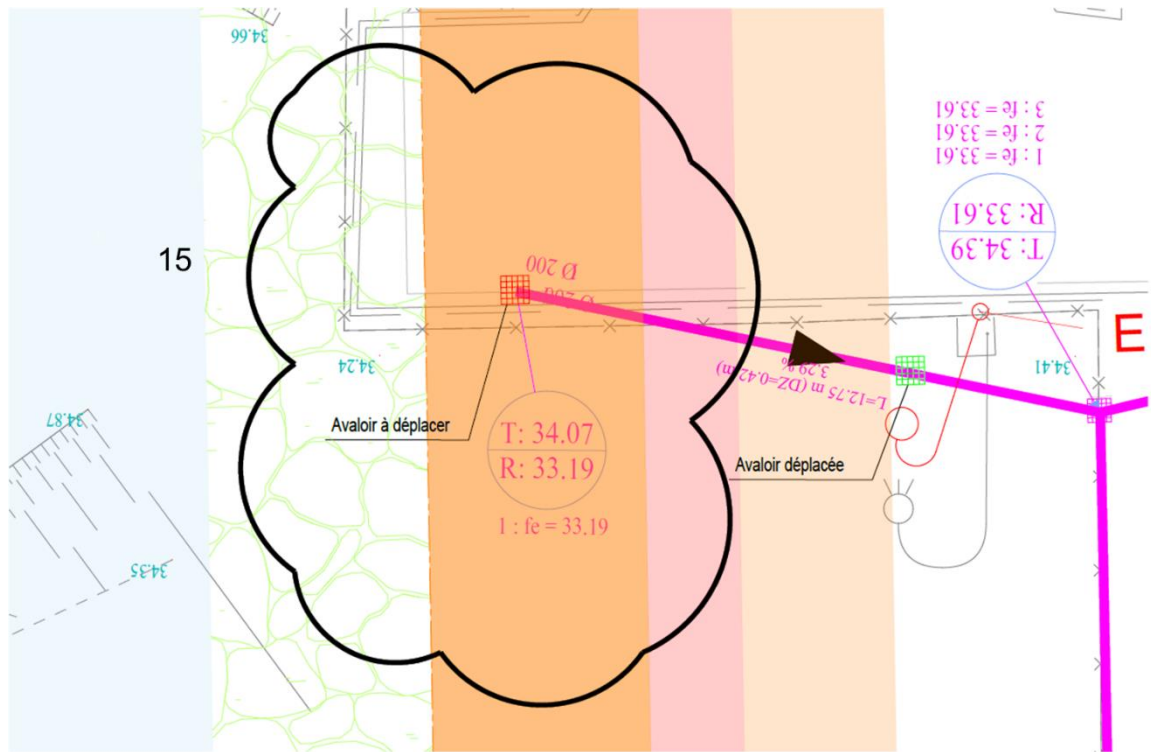 34.66
3 : fe = 33.61
2 : fe = 33.61
1 : fe = 33.61
R: 33.61
T: 34.39
15
Ø 200
Ø 200
E
34.24
3.29 %
L=12.75 m (DZ=0.42 m)
34.41
34.87
Avaloir à déplacer
T: 34.07
R: 33.19
Avaloir déplacée
1 : fe = 33.19
34.35